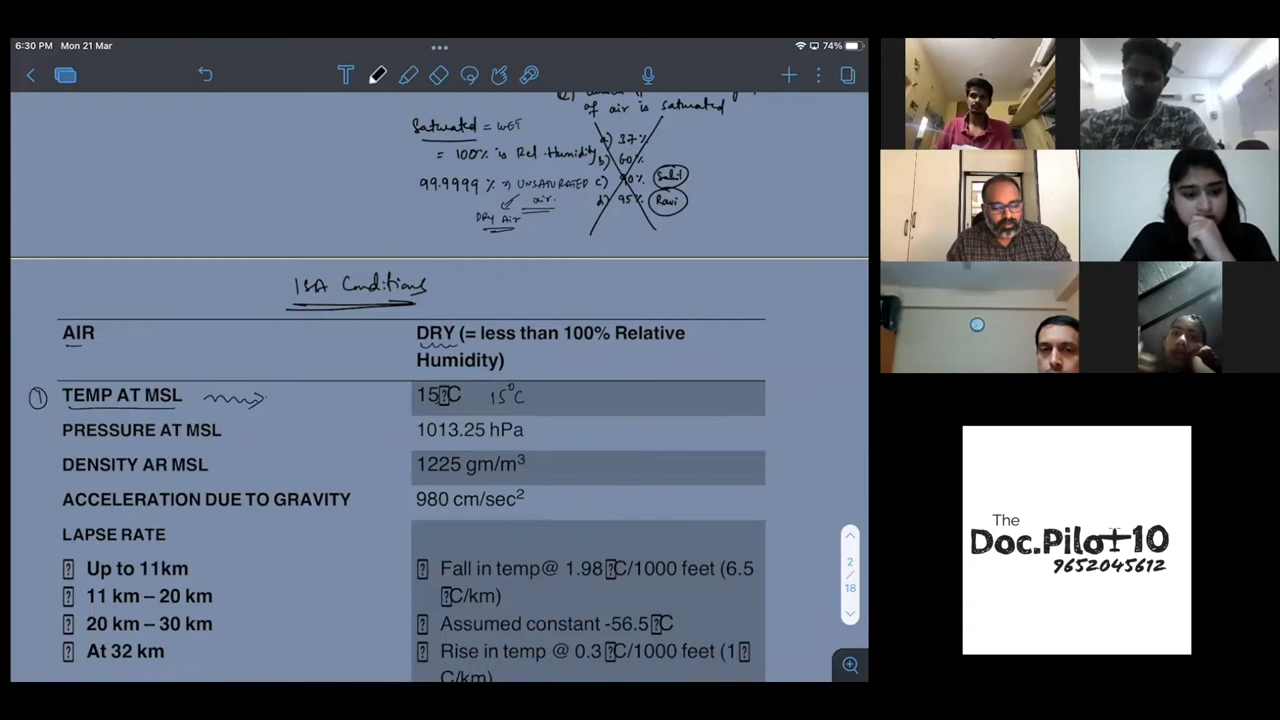 6:30 PM Mon 21 Mar
74%
of air is saturated
Saturated = WET
a) 37%
= 100% is Rel. Humidity
b) 60%
99.9999 % => UNSATURATED air.
c) 90% Sahil
DRY Air
d) 95% Ravi
ISA Conditions
AIR
DRY (= less than 100% Relative
Humidity)
① TEMP AT MSL
15�C 15°C
PRESSURE AT MSL
1013.25 hPa
DENSITY AR MSL
1225 gm/m³
ACCELERATION DUE TO GRAVITY
980 cm/sec²
LAPSE RATE
Up to 11km
Fall in temp@ 1.98 �C/1000 feet (6.5
�C/km)
11 km – 20 km
20 km – 30 km
Assumed constant -56.5�C
At 32 km
Rise in temp @ 0.3 �C/1000 feet (1�
C/km)
2
/
18
The
Doc.Pilot10
9652045612